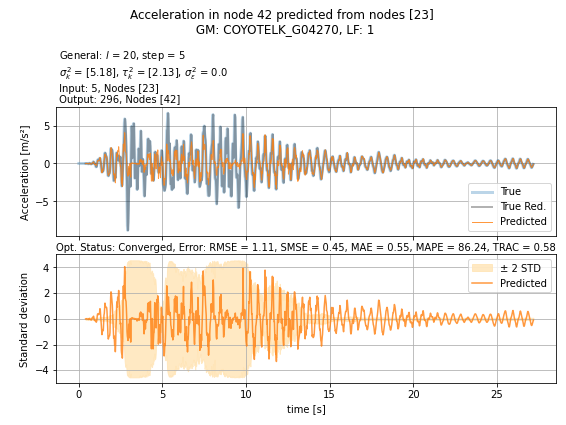 Acceleration in node 42 predicted from nodes [23]
GM: COYOTELK_G04270, LF: 1
General: l = 20, step = 5
σ²ₖ = [5.18], τ²ₖ = [2.13], σ²ε = 0.0
Input: 5, Nodes [23]
Output: 296, Nodes [42]
Acceleration [m/s²]
5
0
−5
True
True Red.
Predicted
Opt. Status: Converged, Error: RMSE = 1.11, SMSE = 0.45, MAE = 0.55, MAPE = 86.24, TRAC = 0.58
Standard deviation
4
2
0
−2
−4
± 2 STD
Predicted
0 5 10 15 20 25
time [s]